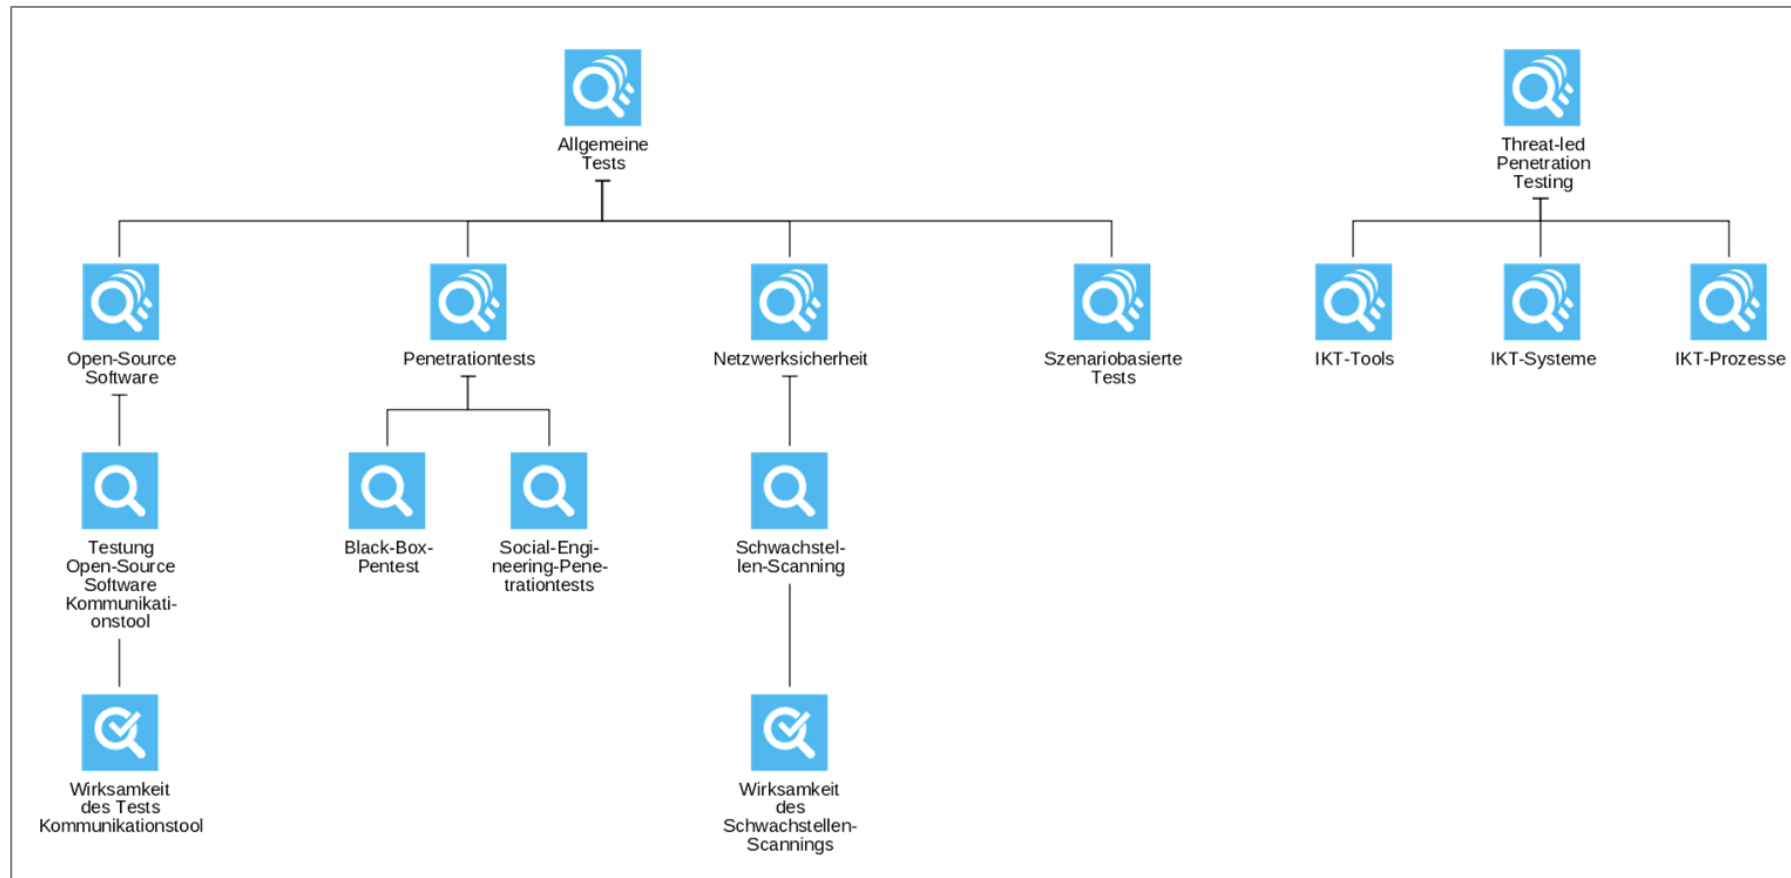 Allgemeine
Tests
Threat-led
Penetration
Testing
Open-Source
Software
Penetrationtests
Netzwerksicherheit
Szenariobasierte
Tests
IKT-Tools
IKT-Systeme
IKT-Prozesse
Testung
Open-Source
Software
Kommunikati-
onstool
Black-Box-
Pentest
Social-Engi-
neering-Pene-
trationtests
Schwachstel-
len-Scanning
Wirksamkeit
des Tests
Kommunikationstool
Wirksamkeit
des
Schwachstellen-
Scannings